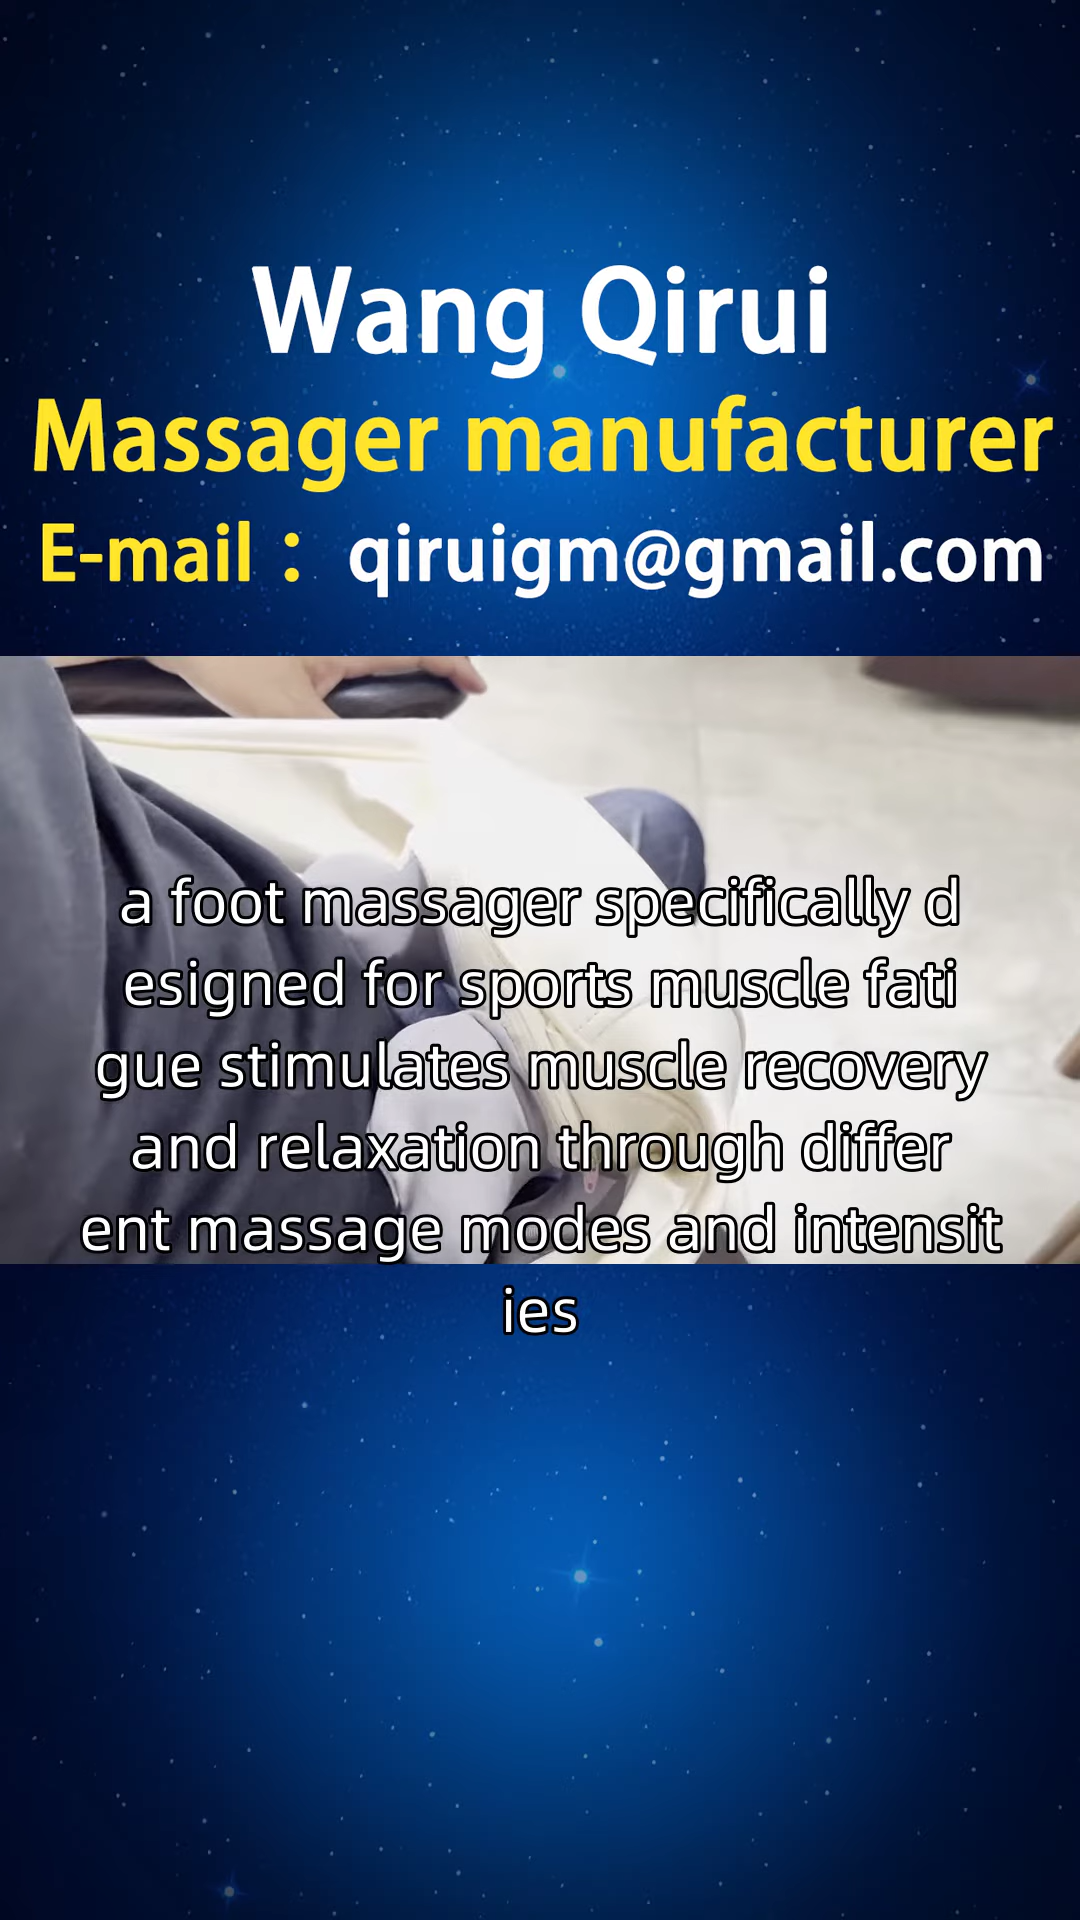 Wang Qirui
Massager manufacturer
E-mail： qiruigm@gmail.com
a foot massager specifically d
esigned for sports muscle fati
gue stimulates muscle recovery
and relaxation through differ
ent massage modes and intensit
ies